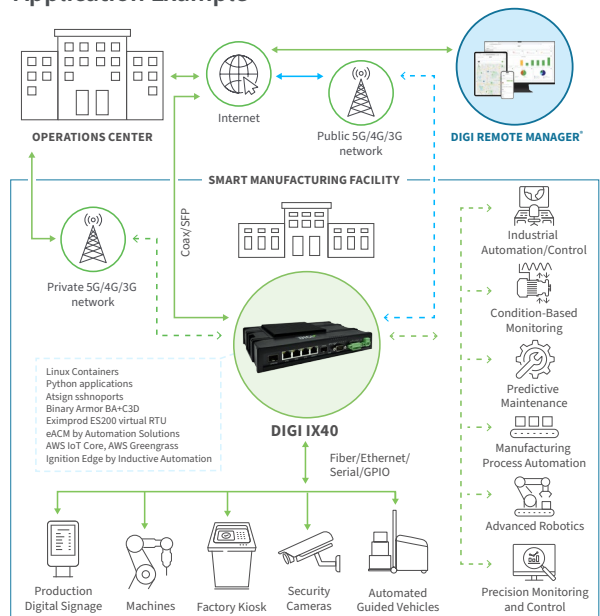 Application Example
OPERATIONS CENTER
Internet
Public 5G/4G/3G
network
DIGI REMOTE MANAGER®
SMART MANUFACTURING FACILITY
Coax/SFP
Private 5G/4G/3G
network
Industrial
Automation/Control
Condition-Based
Monitoring
Predictive
Maintenance
Manufacturing
Process Automation
Advanced Robotics
Precision Monitoring
and Control
Linux Containers
Python applications
Atsign sshnoports
Binary Armor BA+C3D
Eximprod ES200 virtual RTU
eACM by Automation Solutions
AWS IoT Core, AWS Greengrass
Ignition Edge by Inductive Automation
DIGI IX40
Fiber/Ethernet/
Serial/GPIO
Production
Digital Signage
Machines
Factory Kiosk
Security
Cameras
Automated
Guided Vehicles